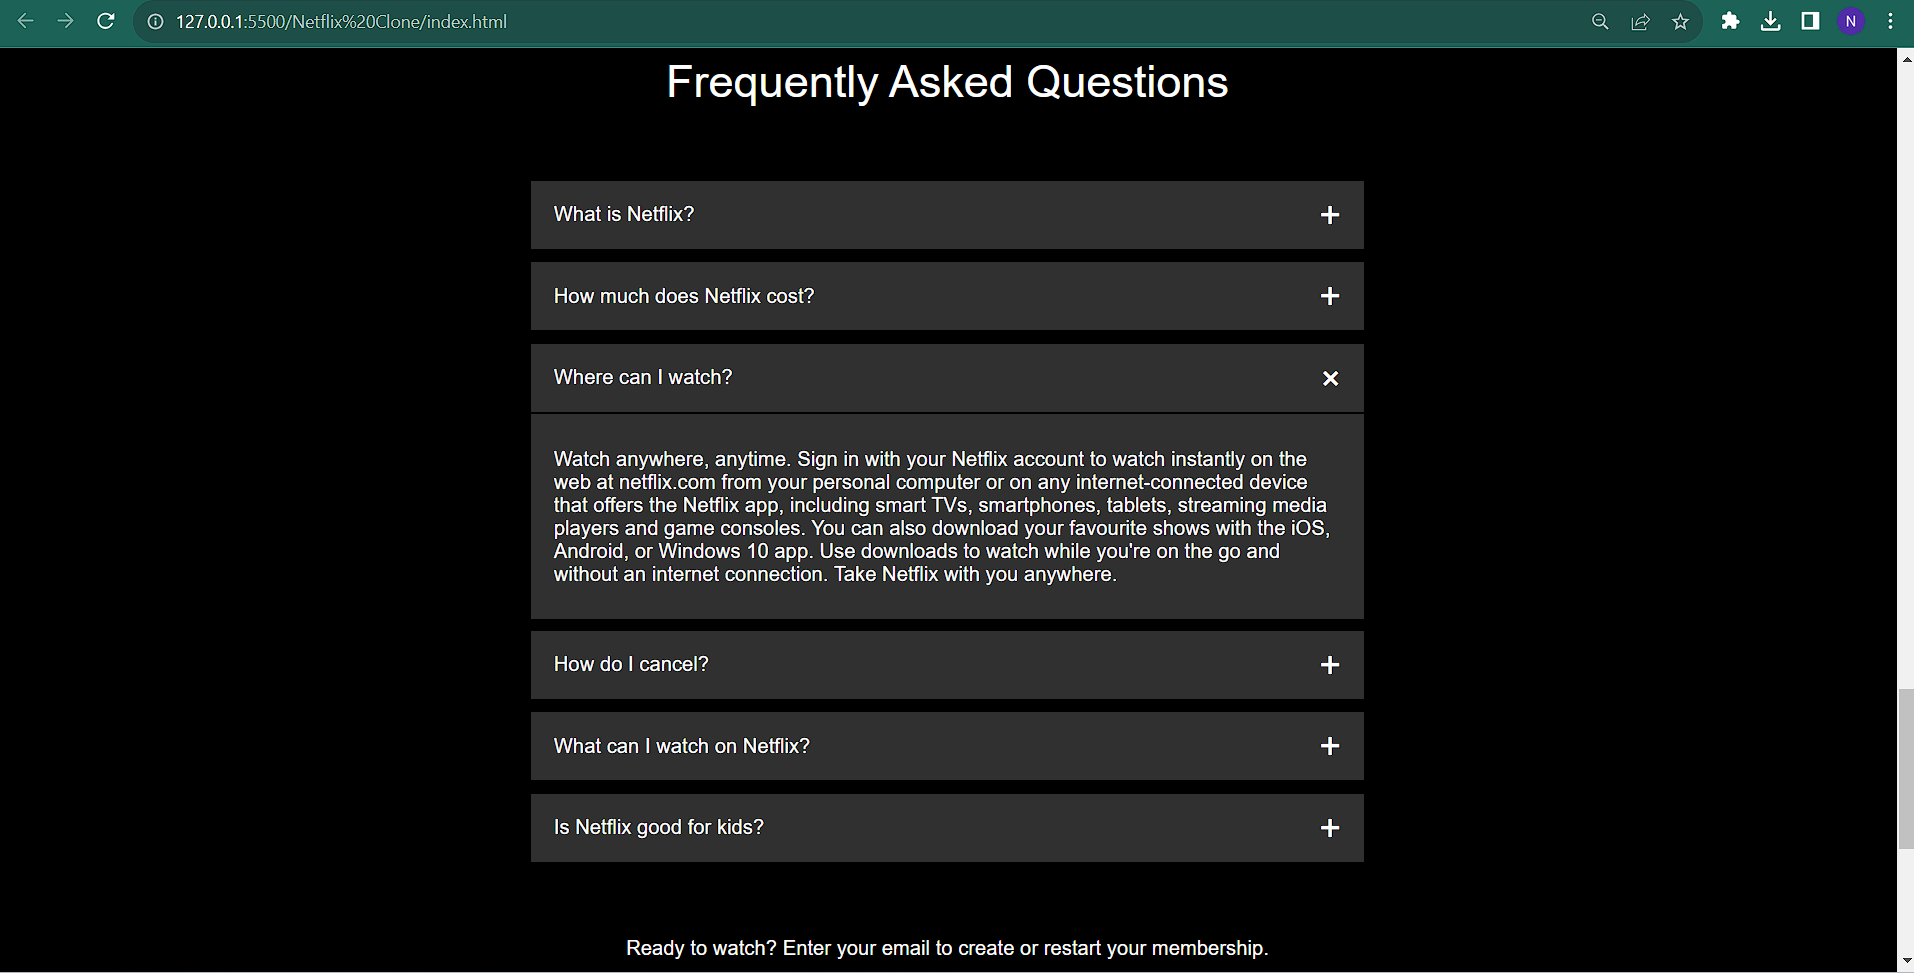 127.0.0.1:5500/Netflix%20Clone/index.html
N
Frequently Asked Questions
What is Netflix?
How much does Netflix cost?
Where can I watch?
Watch anywhere, anytime. Sign in with your Netflix account to watch instantly on the
web at netflix.com from your personal computer or on any internet-connected device
that offers the Netflix app, including smart TVs, smartphones, tablets, streaming media
players and game consoles. You can also download your favourite shows with the iOS,
Android, or Windows 10 app. Use downloads to watch while you're on the go and
without an internet connection. Take Netflix with you anywhere.
How do I cancel?
What can I watch on Netflix?
Is Netflix good for kids?
Ready to watch? Enter your email to create or restart your membership.